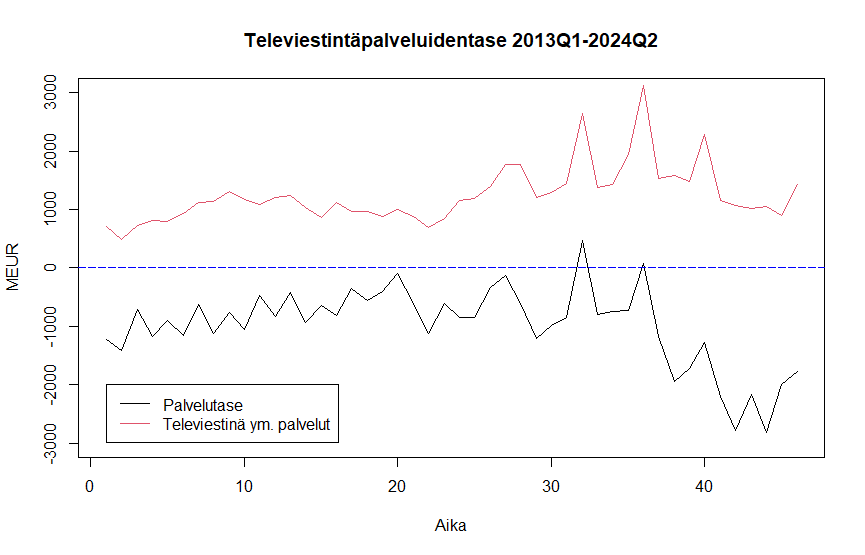 Televiestintäpalveluidentase 2013Q1-2024Q2
3000
2000
1000
0
-1000
-2000
-3000
MEUR
Palvelutase
Televiestinä ym. palvelut
0 10 20 30 40
Aika